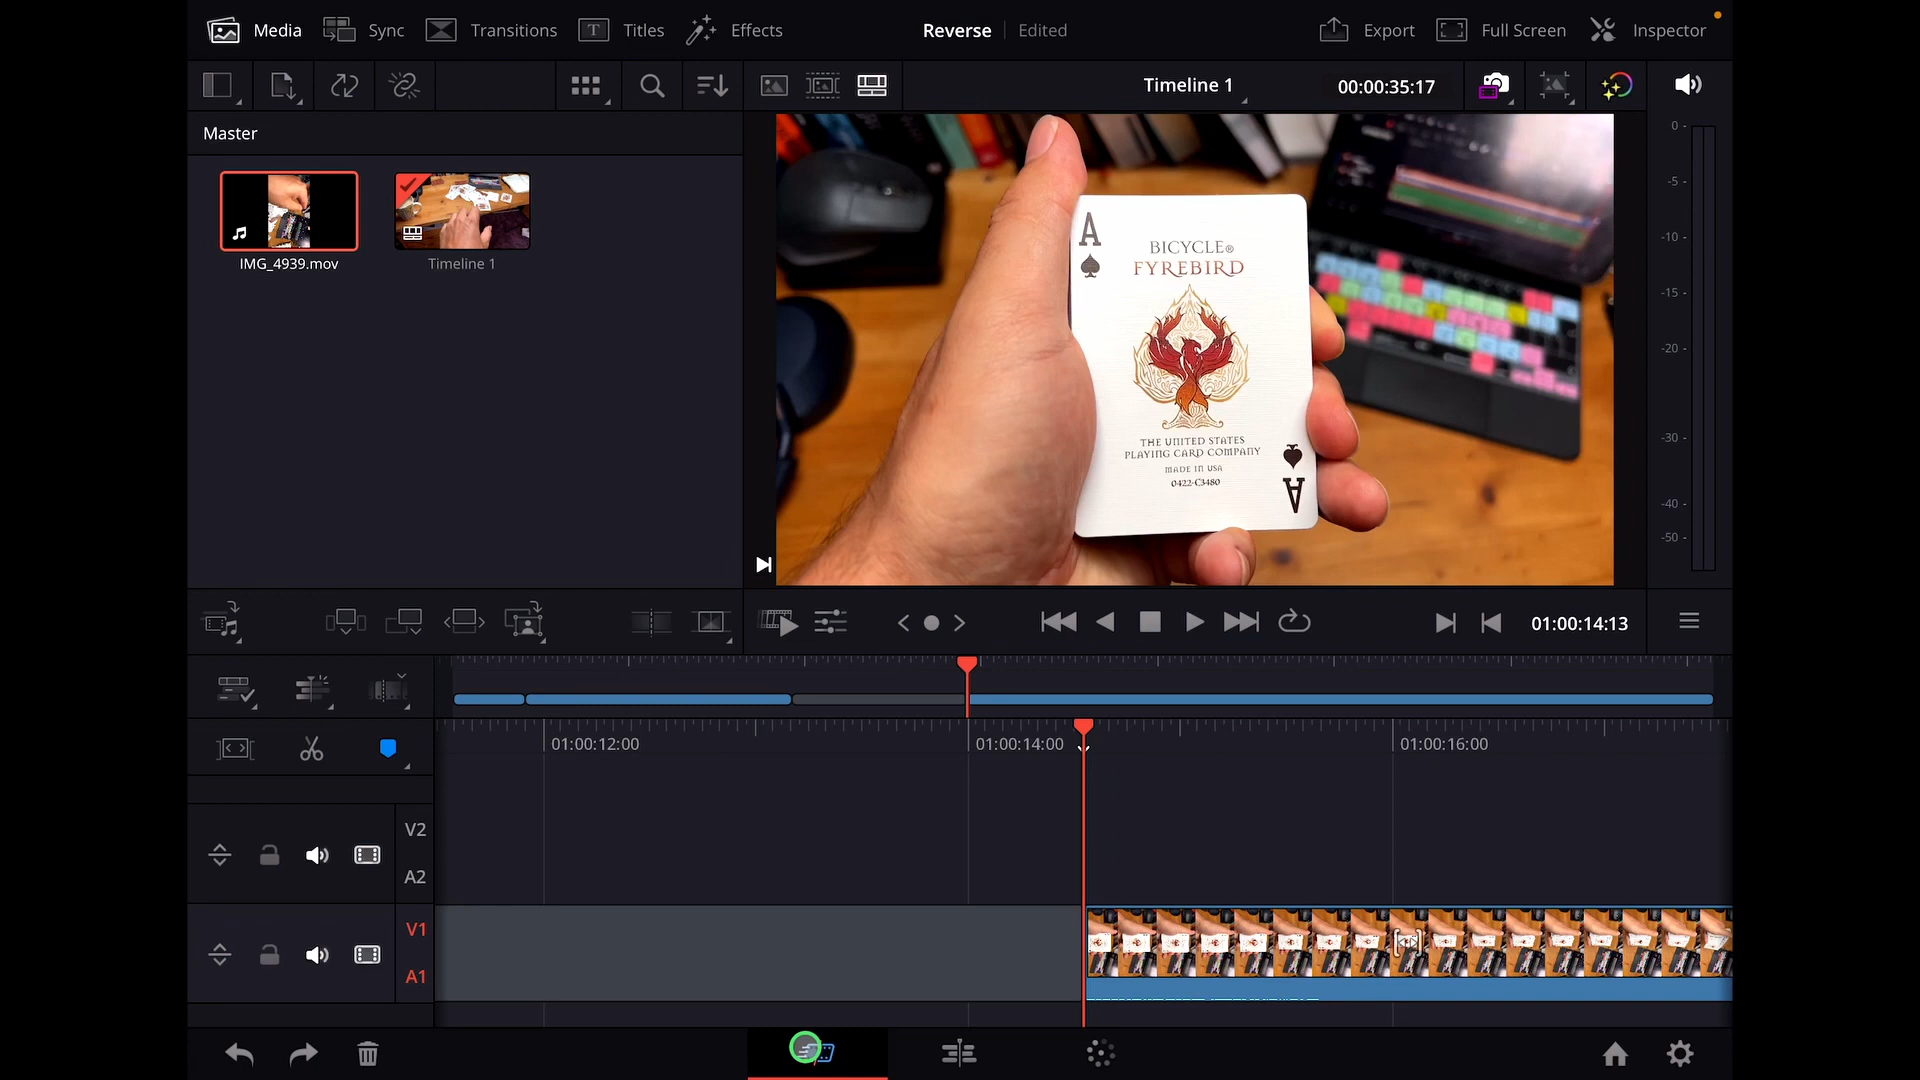 Media
Sync
Transitions
Titles
Effects
Reverse
Edited
Export
Full Screen
Inspector
Timeline 1
00:00:35:17
Master
IMG_4939.mov
Timeline 1
A
BICYCLE®
FYREBIRD
THE UNITED STATES
PLAYING CARD COMPANY
MADE IN USA
0422-C3480
A
0
-5
-10
-15
-20
-30
-40
-50
01:00:14:13
01:00:12:00
01:00:14:00
01:00:16:00
V2
A2
V1
A1